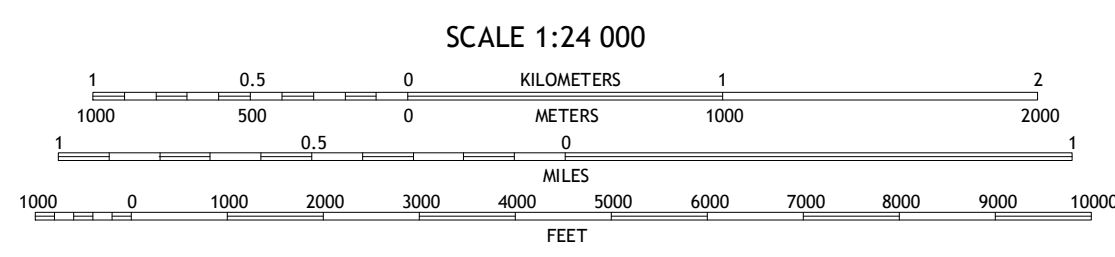 SCALE 1:24 000
1 0.5 0 KILOMETERS 1 2
1000 500 0 METERS 1000 2000
1 0.5 0 1
MILES
1000 0 1000 2000 3000 4000 5000 6000 7000 8000 9000 10000
FEET